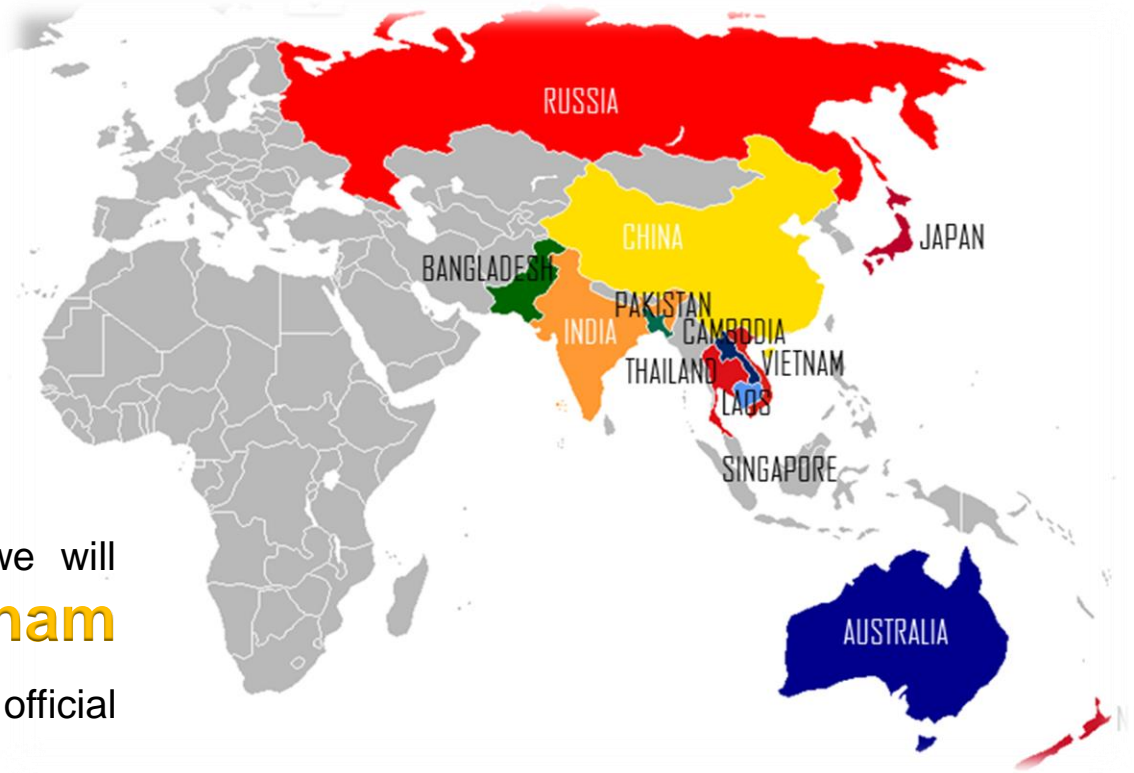 RUSSIA
CHINA
JAPAN
BANGLADESH
PAKISTAN
INDIA
CAMBODIA
THAILAND
VIETNAM
LAOS
SINGAPORE
we will
nam
AUSTRALIA
official
N